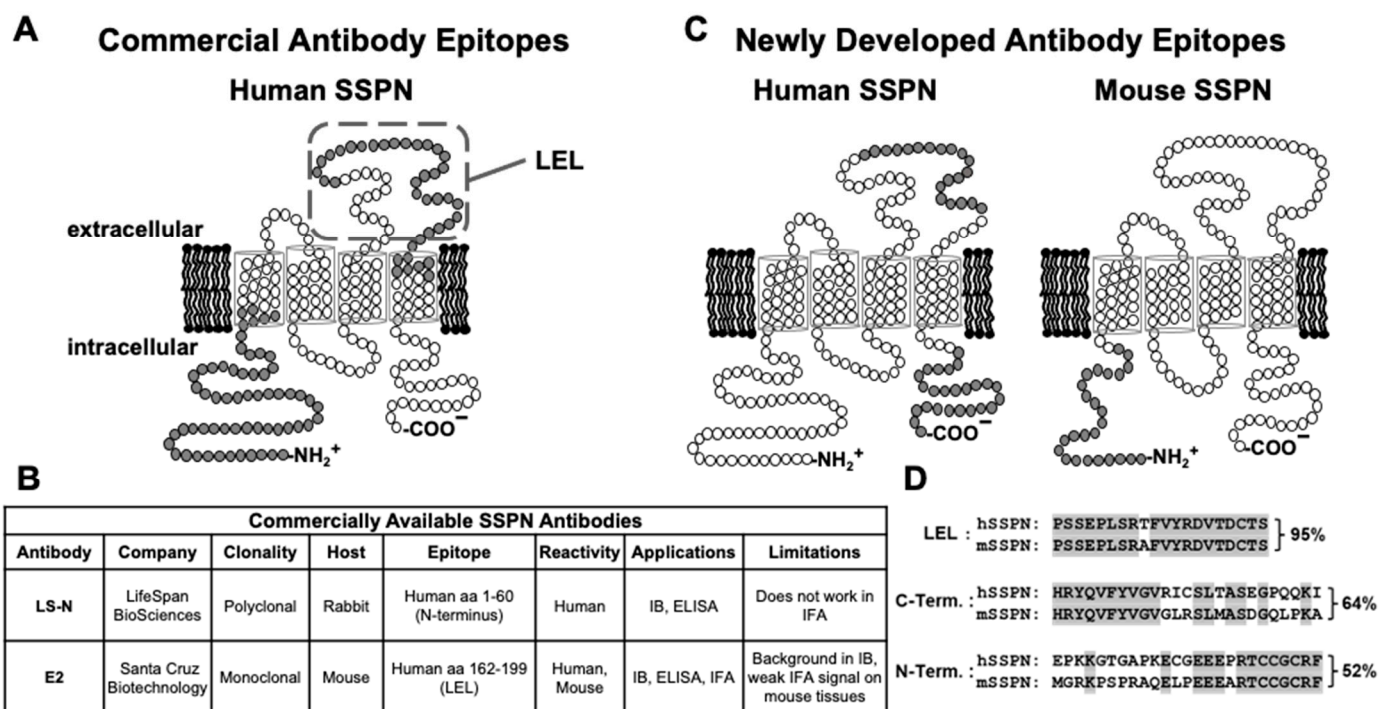 A
Commercial Antibody Epitopes
Human SSPN
LEL
extracellular
intracellular
-COO⁻
-NH₂⁺
C
Newly Developed Antibody Epitopes
Human SSPN
Mouse SSPN
-COO⁻
-NH₂⁺
-COO⁻
-NH₂⁺
B
Commercially Available SSPN Antibodies
Antibody Company Clonality Host Epitope Reactivity Applications Limitations
LS-N
LifeSpan
BioSciences
Polyclonal
Rabbit
Human aa 1-60
(N-terminus)
Human
IB, ELISA
Does not work in
IFA
E2
Santa Cruz
Biotechnology
Monoclonal
Mouse
Human aa 162-199
(LEL)
Human,
Mouse
IB, ELISA, IFA
Background in IB,
weak IFA signal on
mouse tissues
D
LEL :
hSSPN: PSSEPLSRTFVYRDVTDCTS
mSSPN: PSSEPLSRAFVYRDVTDCTS
95%
C-Term. :
hSSPN: HRYQVFYVGVRICSLTASEGPQQKI
mSSPN: HRYQVFYVGVGLRSLMASDGQLPKA
64%
N-Term. :
hSSPN: EPKKGTGAPKECGEEEPRTCCGCRF
mSSPN: MGRKPSPRAQELPEEEARTCCGCRF
52%